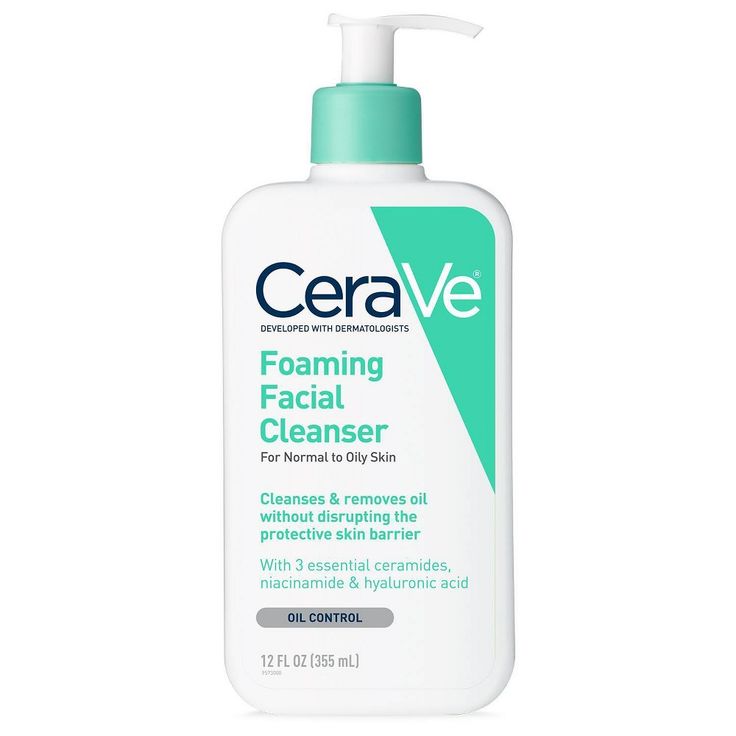 CeraVe®
DEVELOPED WITH DERMATOLOGISTS
Foaming
Facial
Cleanser
For Normal to Oily Skin
Cleanses & removes oil
without disrupting the
protective skin barrier
With 3 essential ceramides,
niacinamide & hyaluronic acid
OIL CONTROL
12 FL OZ (355 mL)